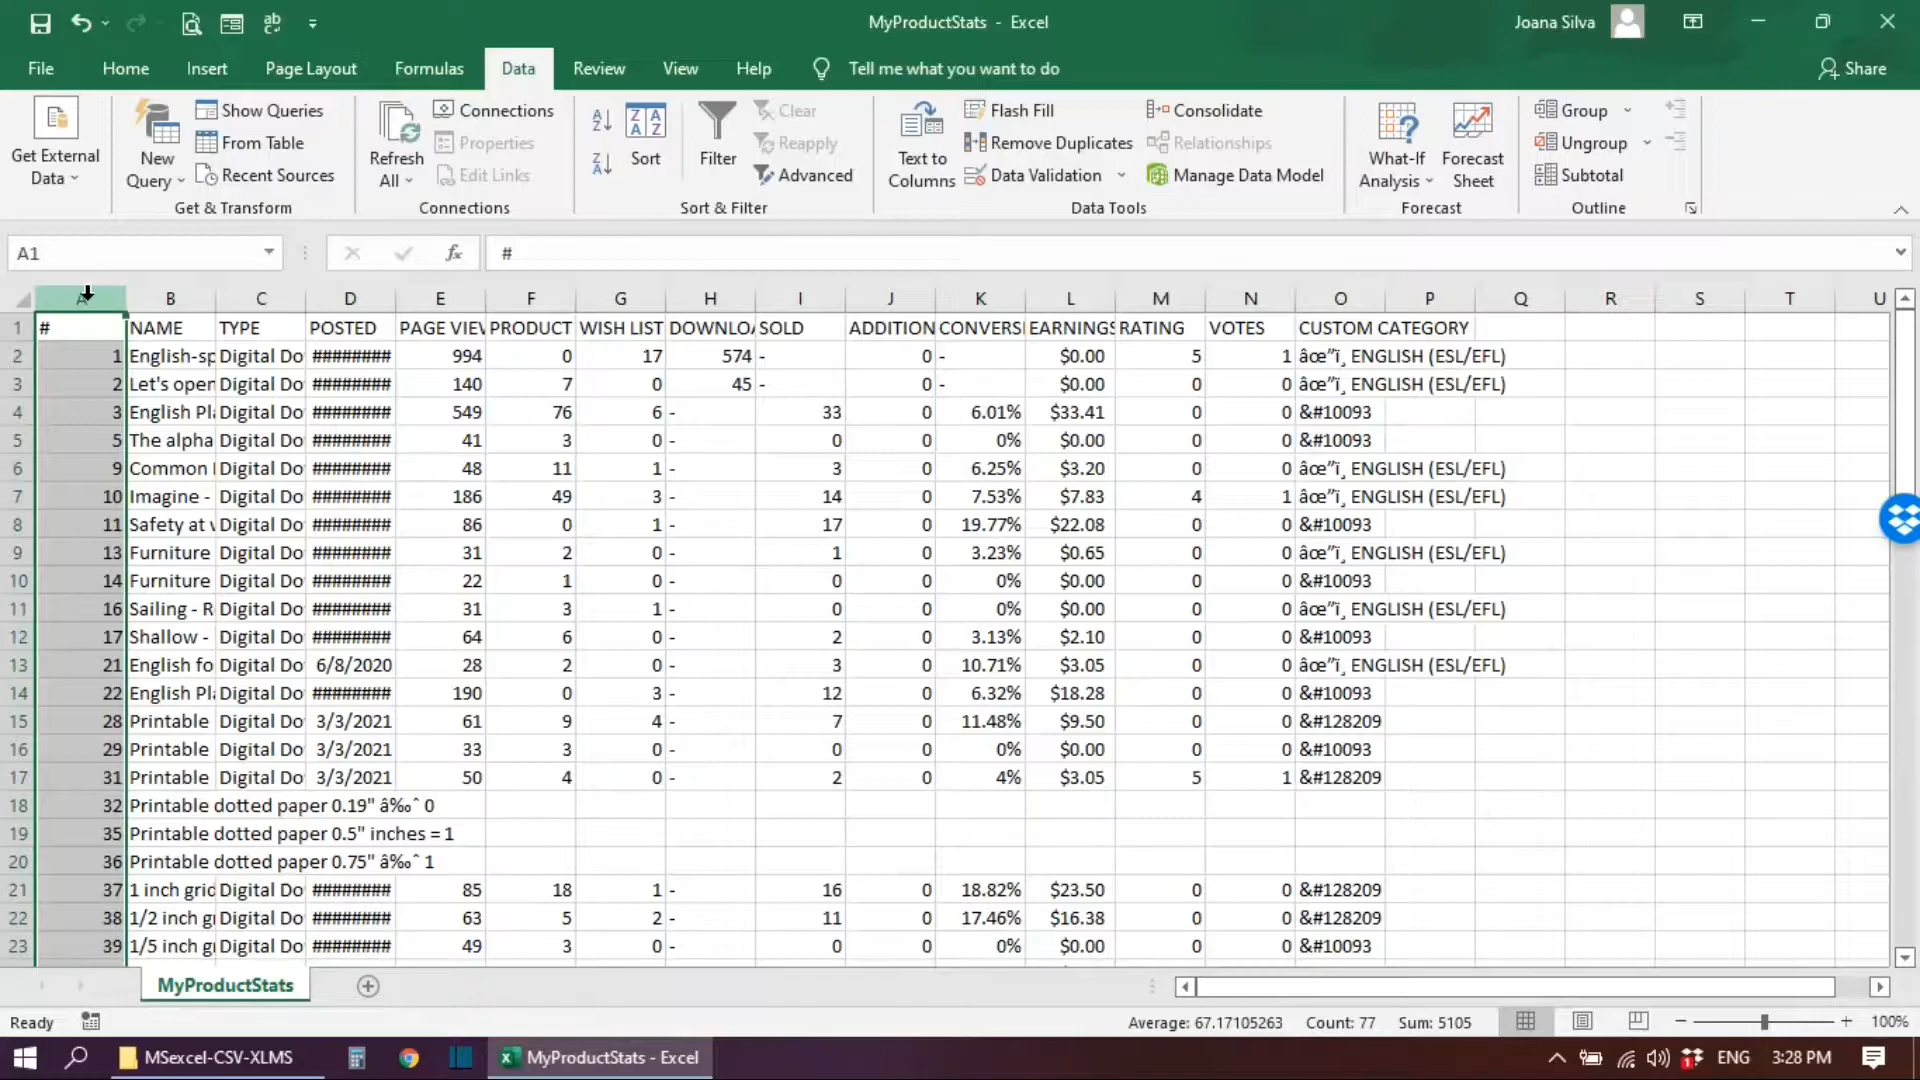 MyProductStats - Excel
Joana Silva
File Home Insert Page Layout Formulas Data Review View Help Tell me what you want to do Share
Get External Data
New Query
Show Queries
From Table
Recent Sources
Get & Transform
Refresh All
Connections
Properties
Edit Links
Connections
Sort
Filter
Clear
Reapply
Advanced
Sort & Filter
Text to Columns
Flash Fill
Remove Duplicates
Data Validation
Consolidate
Relationships
Manage Data Model
Data Tools
What-If Analysis
Forecast Sheet
Forecast
Group
Ungroup
Subtotal
Outline
A1 fx #
A B C D E F G H I J K L M N O P Q R S T U
1 # NAME TYPE POSTED PAGE VIEW PRODUCT WISH LIST DOWNLOA SOLD ADDITION CONVERSI EARNINGS RATING VOTES CUSTOM CATEGORY
2 1 English-sp Digital Do ######## 994 0 17 574 - 0 - $0.00 5 1 âœ”ï¸ ENGLISH (ESL/EFL)
3 2 Let's open Digital Do ######## 140 7 0 45 - 0 - $0.00 0 0 âœ”ï¸ ENGLISH (ESL/EFL)
4 3 English Pl Digital Do ######## 549 76 6 - 33 0 6.01% $33.41 0 0 &#10093
5 5 The alpha Digital Do ######## 41 3 0 - 0 0 0% $0.00 0 0 &#10093
6 9 Common Digital Do ######## 48 11 1 - 3 0 6.25% $3.20 0 0 âœ”ï¸ ENGLISH (ESL/EFL)
7 10 Imagine - Digital Do ######## 186 49 3 - 14 0 7.53% $7.83 4 1 âœ”ï¸ ENGLISH (ESL/EFL)
8 11 Safety at w Digital Do ######## 86 0 1 - 17 0 19.77% $22.08 0 0 &#10093
9 13 Furniture Digital Do ######## 31 2 0 - 1 0 3.23% $0.65 0 0 âœ”ï¸ ENGLISH (ESL/EFL)
10 14 Furniture Digital Do ######## 22 1 0 - 0 0 0% $0.00 0 0 &#10093
11 16 Sailing - R Digital Do ######## 31 3 1 - 0 0 0% $0.00 0 0 âœ”ï¸ ENGLISH (ESL/EFL)
12 17 Shallow - Digital Do ######## 64 6 0 - 2 0 3.13% $2.10 0 0 &#10093
13 21 English fo Digital Do 6/8/2020 28 2 0 - 3 0 10.71% $3.05 0 0 âœ”ï¸ ENGLISH (ESL/EFL)
14 22 English Pl Digital Do ######## 190 0 3 - 12 0 6.32% $18.28 0 0 &#10093
15 28 Printable Digital Do 3/3/2021 61 9 4 - 7 0 11.48% $9.50 0 0 &#128209
16 29 Printable Digital Do 3/3/2021 33 3 0 - 0 0 0% $0.00 0 0 &#10093
17 31 Printable Digital Do 3/3/2021 50 4 0 - 2 0 4% $3.05 5 1 &#128209
18 32 Printable dotted paper 0.19" â‰ˆ 0
19 35 Printable dotted paper 0.5" inches = 1
20 36 Printable dotted paper 0.75" â‰ˆ 1
21 37 1 inch grid Digital Do ######## 85 18 1 - 16 0 18.82% $23.50 0 0 &#128209
22 38 1/2 inch g Digital Do ######## 63 5 2 - 11 0 17.46% $16.38 0 0 &#128209
23 39 1/5 inch g Digital Do ######## 49 3 0 - 0 0 0% $0.00 0 0 &#10093
MyProductStats
Ready Average: 67.17105263 Count: 77 Sum: 5105 100%
MSexcel-CSV-XLMS MyProductStats - Excel ENG 3:28 PM